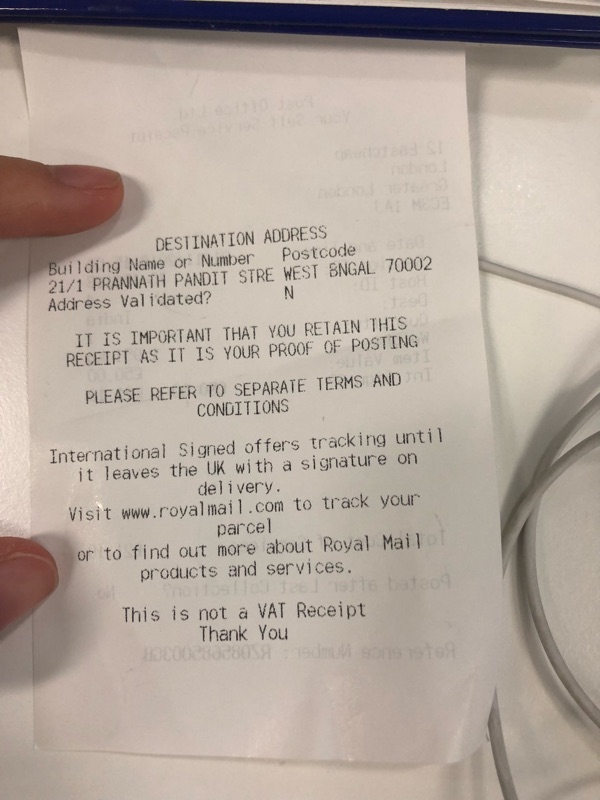 DESTINATION ADDRESS
Building Name or Number Postcode
21/1 PRANNATH PANDIT STRE WEST BNGAL 70002
Address Validated? N
IT IS IMPORTANT THAT YOU RETAIN THIS
RECEIPT AS IT IS YOUR PROOF OF POSTING
PLEASE REFER TO SEPARATE TERMS AND
CONDITIONS
International Signed offers tracking until
it leaves the UK with a signature on
delivery.
Visit www.royalmail.com to track your
parcel
or to find out more about Royal Mail
products and services.
This is not a VAT Receipt
Thank You